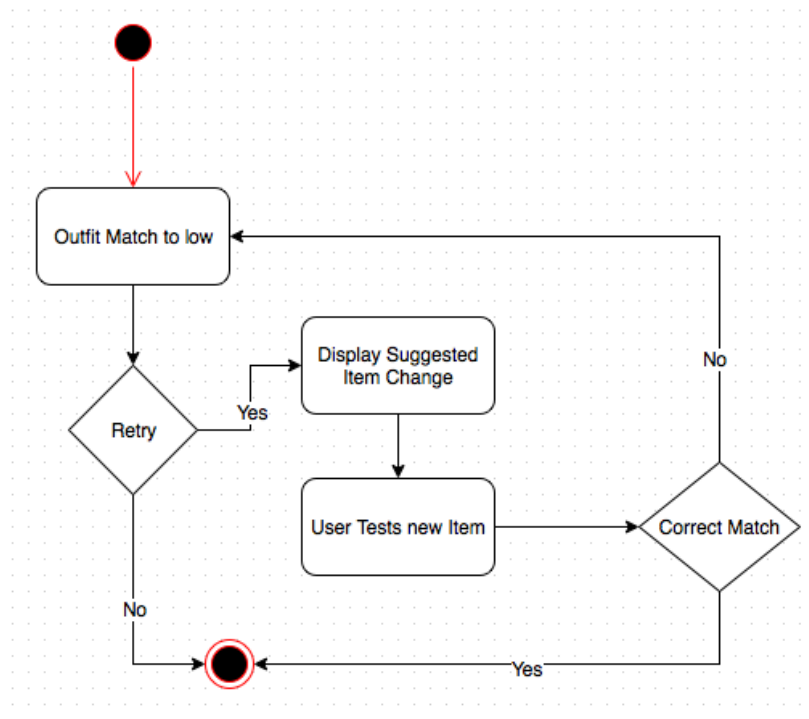 Outfit Match to low
Display Suggested
Item Change
No
Yes
Retry
User Tests new Item
Correct Match
No
Yes